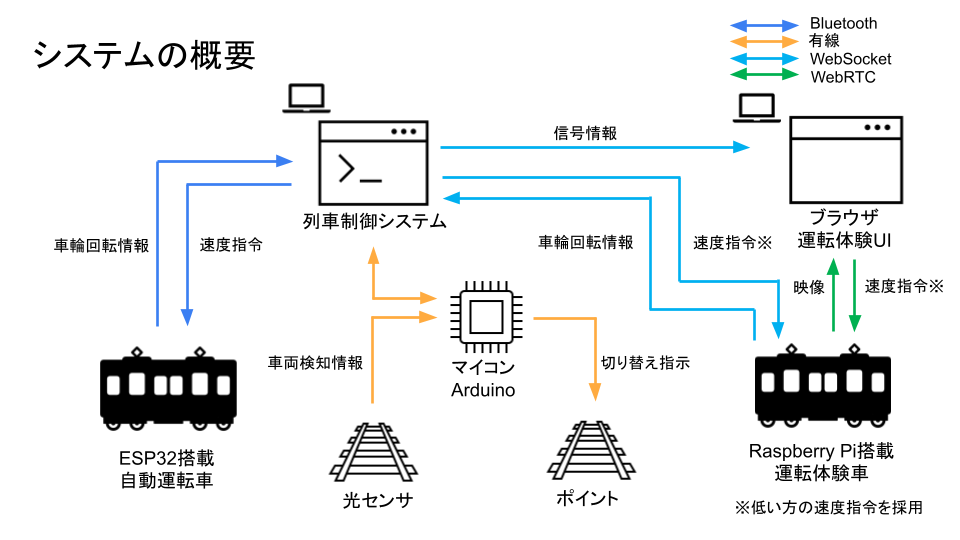 システムの概要
Bluetooth
有線
WebSocket
WebRTC
信号情報
列車制御システム
ブラウザ
運転体験UI
車輪回転情報
速度指令
車輪回転情報
速度指令※
映像
速度指令※
車両検知情報
マイコン
Arduino
切り替え指示
ESP32搭載
自動運転車
光センサ
ポイント
Raspberry Pi搭載
運転体験車
※低い方の速度指令を採用